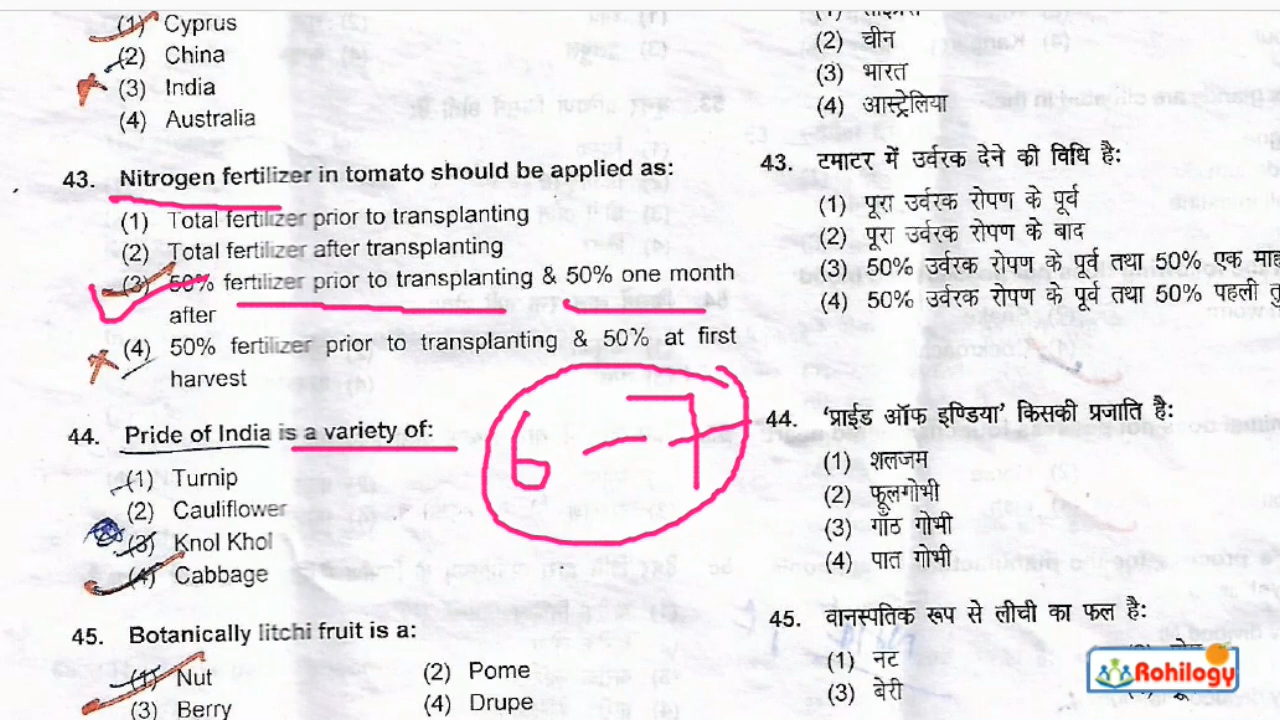 (1) Cyprus
(2) China
(3) India
(4) Australia
43. Nitrogen fertilizer in tomato should be applied as:
(1) Total fertilizer prior to transplanting
(2) Total fertilizer after transplanting
(3) 50% fertilizer prior to transplanting & 50% one month
after
(4) 50% fertilizer prior to transplanting & 50% at first
harvest
6-7
44. Pride of India is a variety of:
(1) Turnip
(2) Cauliflower
(3) Knol Khol
(4) Cabbage
45. Botanically litchi fruit is a:
(1) Nut
(2) Pome
(3) Berry
(4) Drupe
(2) चीन
(3) भारत
(4) आस्ट्रेलिया
43. टमाटर में उर्वरक देने की विधि है:
(1) पूरा उर्वरक रोपण के पूर्व
(2) पूरा उर्वरक रोपण के बाद
(3) 50% उर्वरक रोपण के पूर्व तथा 50% एक माह
(4) 50% उर्वरक रोपण के पूर्व तथा 50% पहली
44. 'प्राईड ऑफ इण्डिया' किसकी प्रजाति है:
(1) शलजम
(2) फूलगोभी
(3) गाँठ गोभी
(4) पात गोभी
45. वानस्पतिक रूप से लीची का फल है:
(1) नट
(3) बेरी
Rohilogy